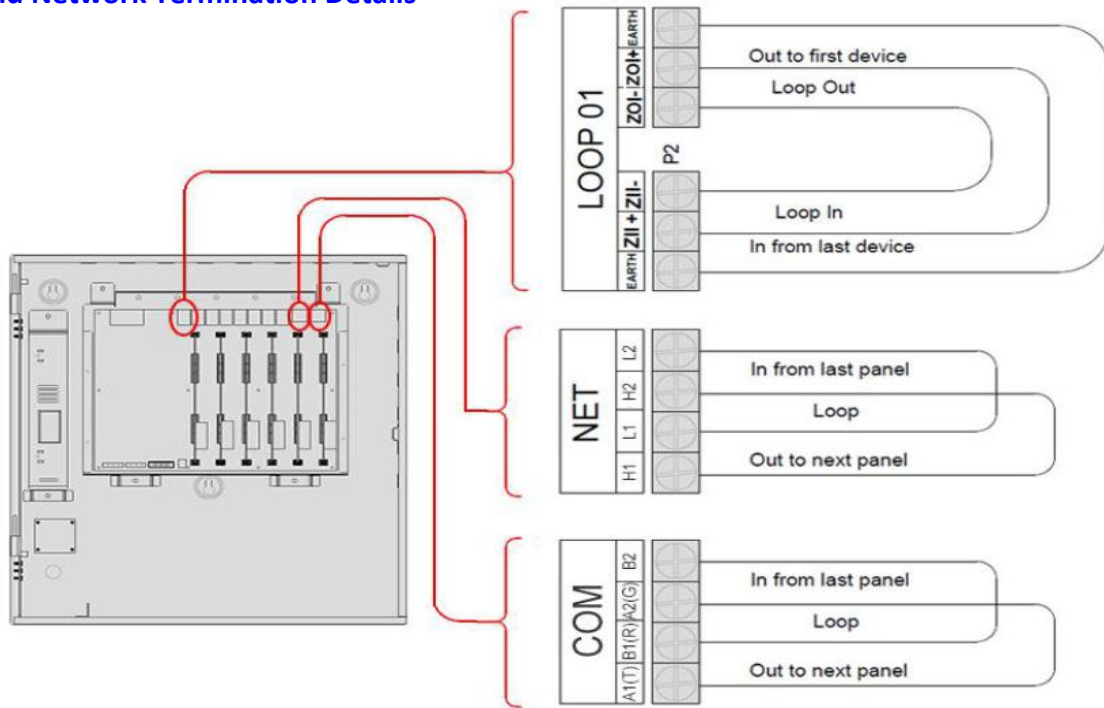 Network Termination Details
LOOP 01
EARTH
ZOI+
ZOI-
P2
ZII-
ZII +
EARTH
Out to first device
Loop Out
Loop In
In from last device
NET
L2
H2
L1
H1
In from last panel
Loop
Out to next panel
COM
B2
A2(G)
B1(R)
A1(T)
In from last panel
Loop
Out to next panel